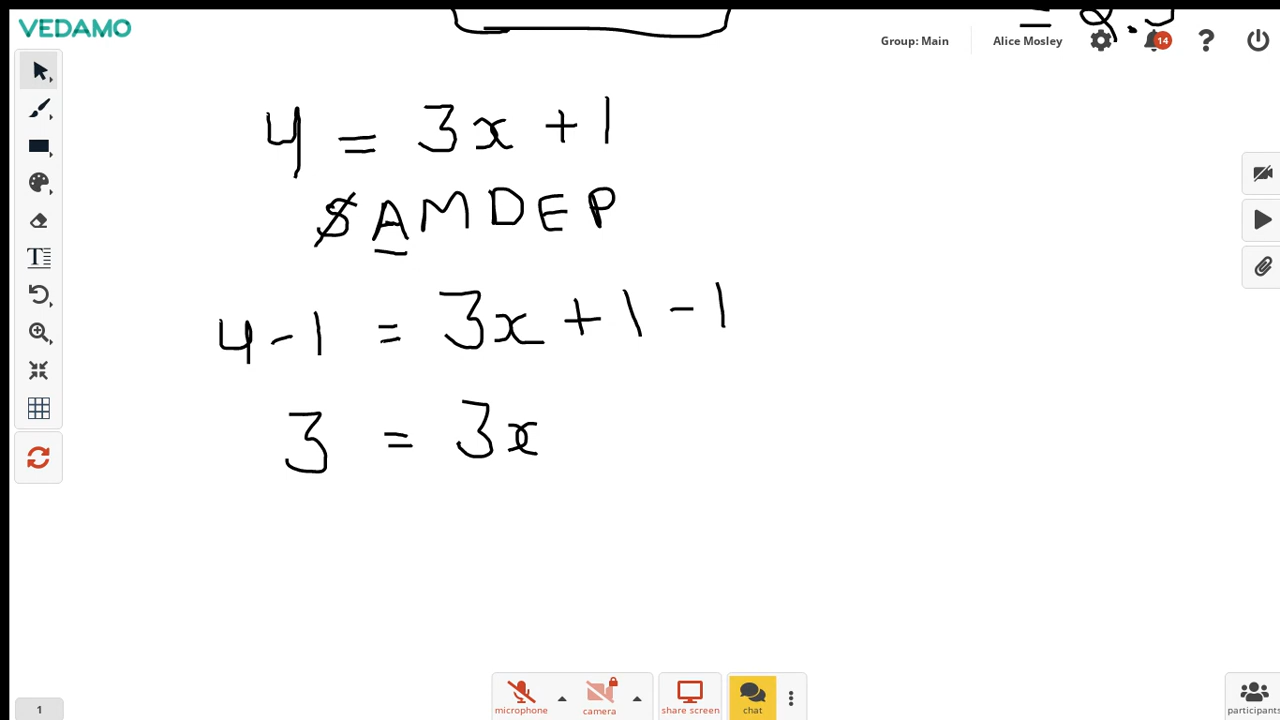 VEDAMO
Group: Main
Alice Mosley
14
4 = 3x + 1
SAMDEP
4 - 1 = 3x + 1 - 1
3 = 3x
1
microphone
camera
share screen
chat
participants